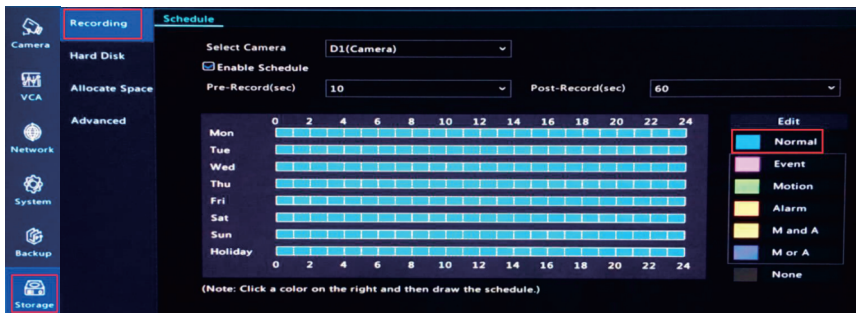 Camera
VCA
Network
System
Backup
Storage
Recording
Hard Disk
Allocate Space
Advanced
Schedule
Select Camera D1(Camera)
Enable Schedule
Pre-Record(sec) 10 Post-Record(sec) 60
0 2 4 6 8 10 12 14 16 18 20 22 24
Mon
Tue
Wed
Thu
Fri
Sat
Sun
Holiday
0 2 4 6 8 10 12 14 16 18 20 22 24
Edit
Normal
Event
Motion
Alarm
M and A
M or A
None
(Note: Click a color on the right and then draw the schedule.)